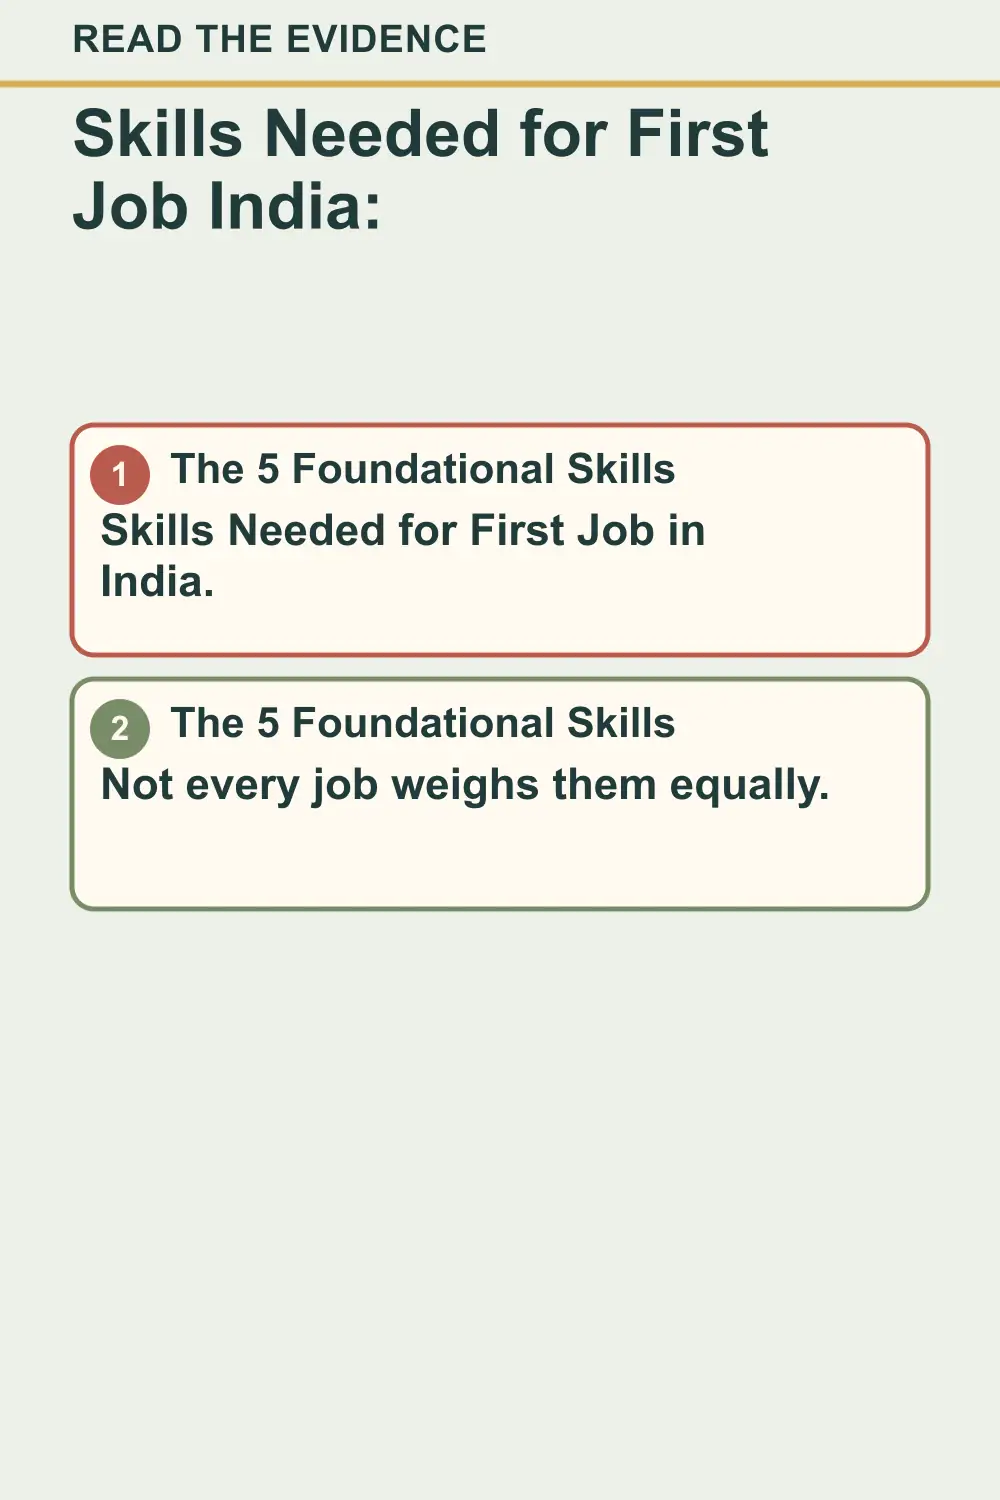 READ THE EVIDENCE
Skills Needed for First
Job India:
1 The 5 Foundational Skills
Skills Needed for First Job in
India.
2 The 5 Foundational Skills
Not every job weighs them equally.